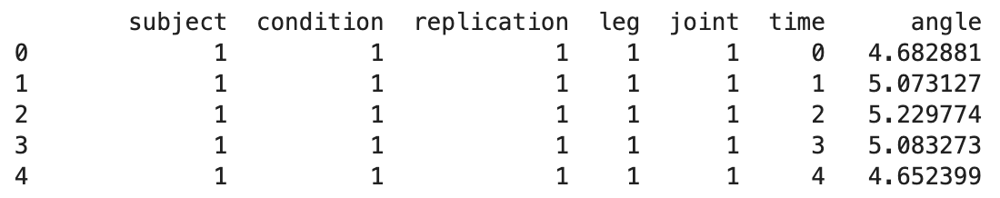 subject condition replication leg joint time angle
0 1 1 1 1 1 0 4.682881
1 1 1 1 1 1 1 5.073127
2 1 1 1 1 1 2 5.229774
3 1 1 1 1 1 3 5.083273
4 1 1 1 1 1 4 4.652399